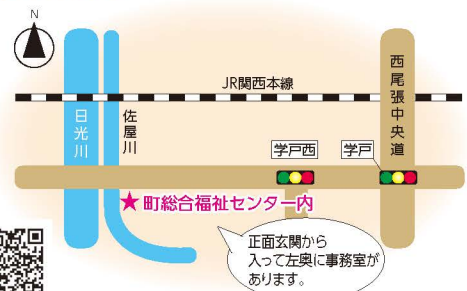 N
JR関西本線
西尾張中央道
日光川
佐屋川
学戸西
学戸
★町総合福祉センター内
正面玄関から
入って左奥に事務室が
あります。